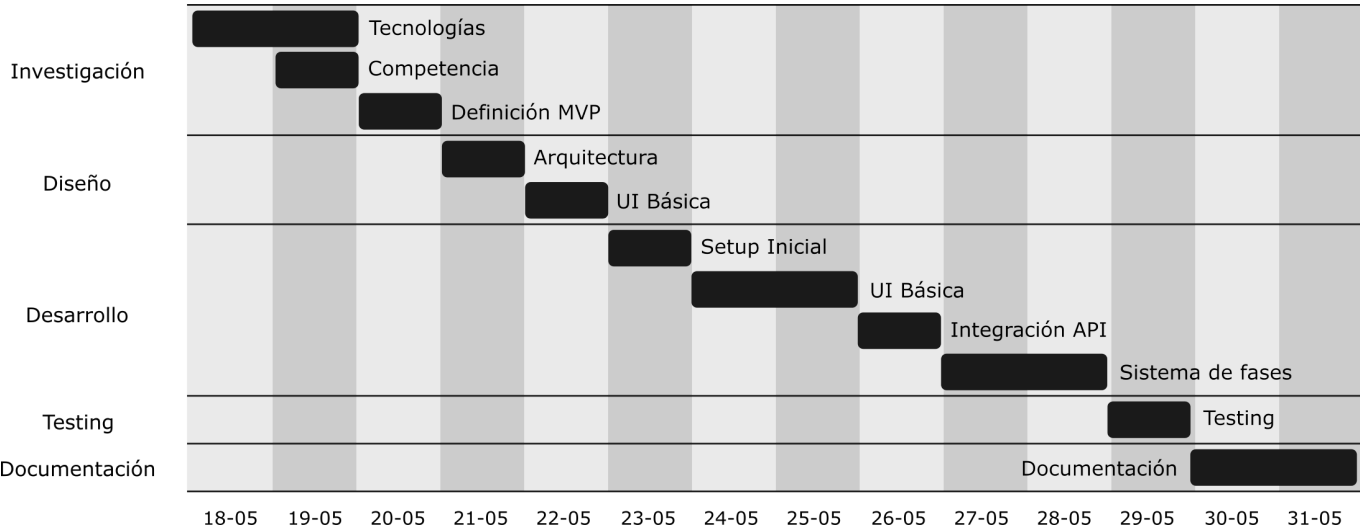 Investigación
Tecnologías
Competencia
Definición MVP
Diseño
Arquitectura
UI Básica
Desarrollo
Setup Inicial
UI Básica
Integración API
Sistema de fases
Testing
Testing
Documentación
Documentación
18-05 19-05 20-05 21-05 22-05 23-05 24-05 25-05 26-05 27-05 28-05 29-05 30-05 31-05